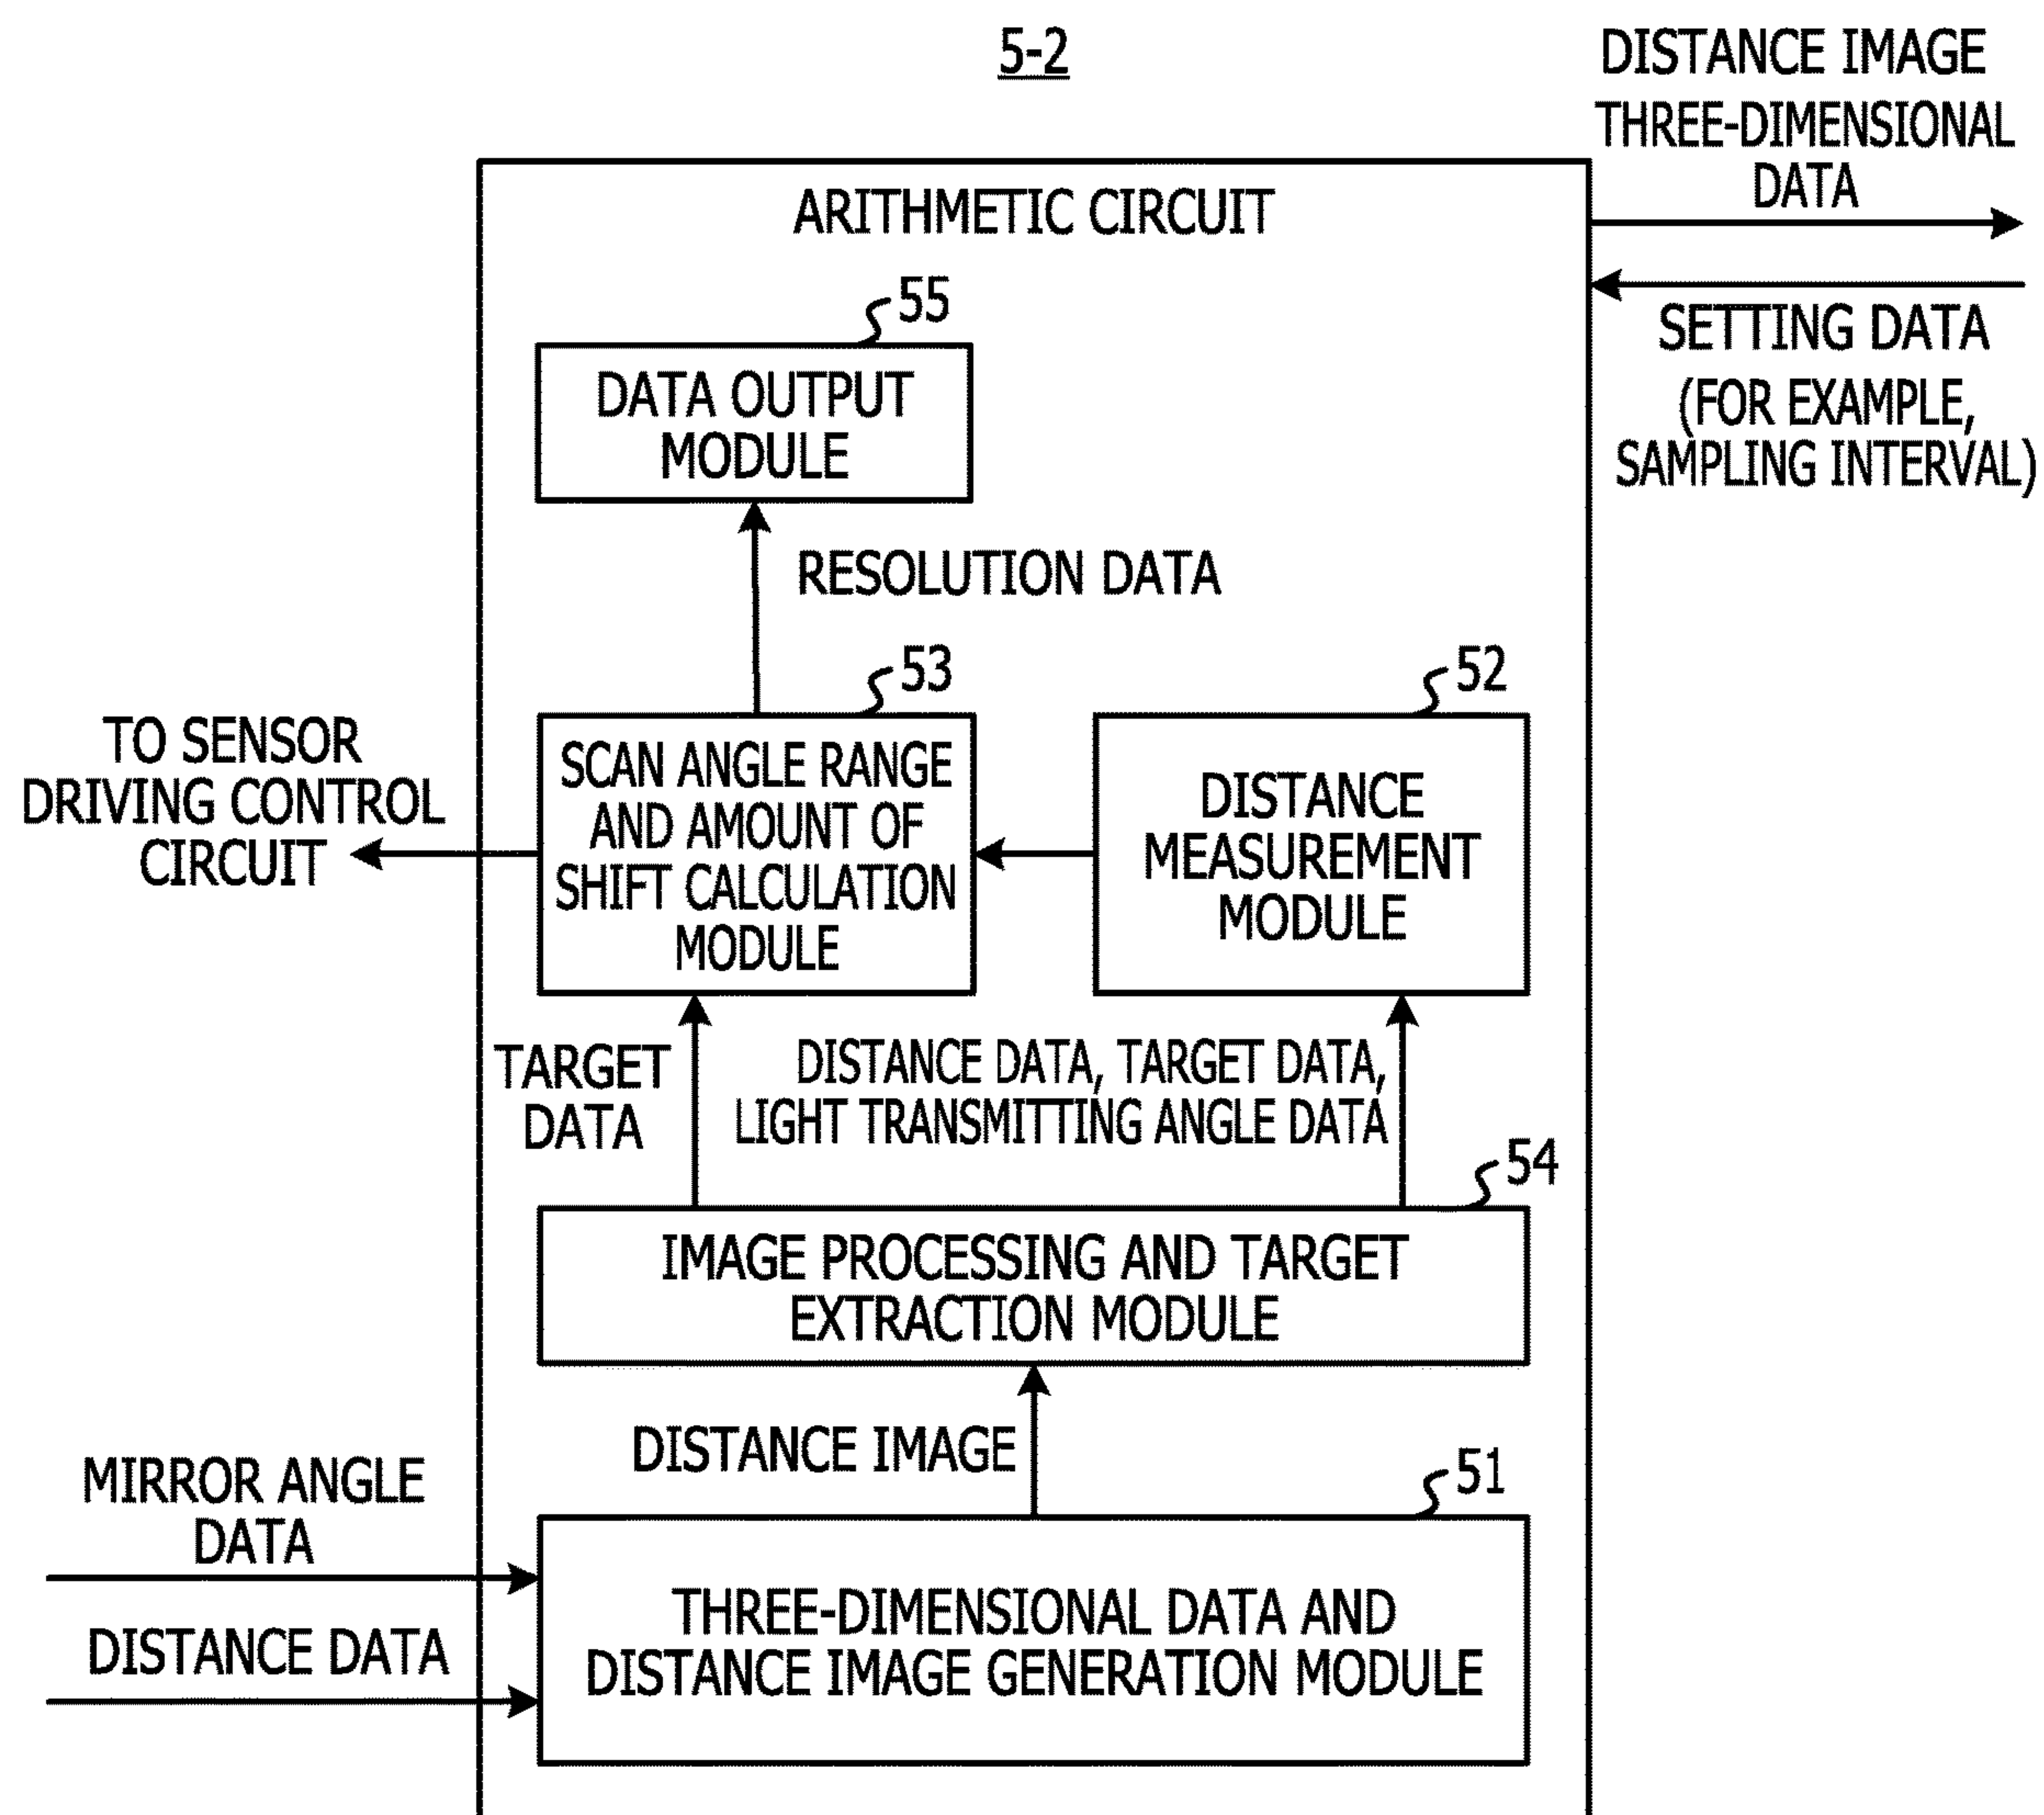 5-2
DISTANCE IMAGE
THREE-DIMENSIONAL
DATA
ARITHMETIC CIRCUIT
SETTING DATA
(FOR EXAMPLE,
SAMPLING INTERVAL)
55
DATA OUTPUT
MODULE
RESOLUTION DATA
53
52
TO SENSOR
DRIVING CONTROL
CIRCUIT
SCAN ANGLE RANGE
AND AMOUNT OF
SHIFT CALCULATION
MODULE
DISTANCE
MEASUREMENT
MODULE
TARGET
DATA
DISTANCE DATA, TARGET DATA,
LIGHT TRANSMITTING ANGLE DATA
54
IMAGE PROCESSING AND TARGET
EXTRACTION MODULE
DISTANCE IMAGE
51
MIRROR ANGLE
DATA
DISTANCE DATA
THREE-DIMENSIONAL DATA AND
DISTANCE IMAGE GENERATION MODULE